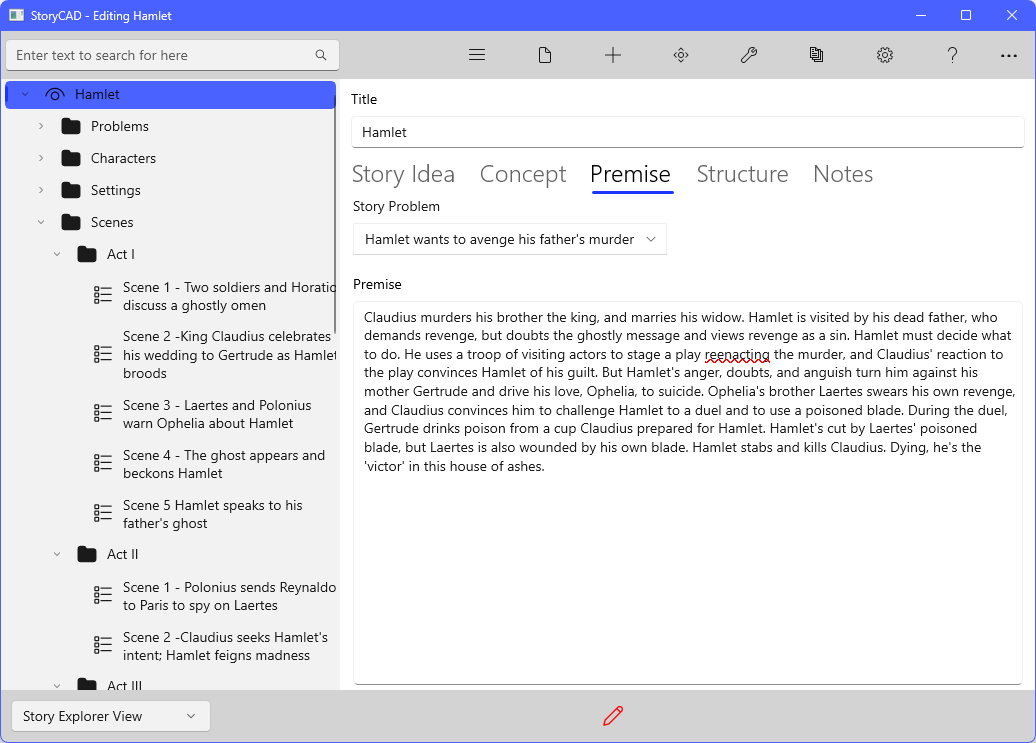 StoryCAD - Editing Hamlet
Enter text to search for here
Hamlet
Problems
Characters
Settings
Scenes
Act I
Scene 1 - Two soldiers and Horatio
discuss a ghostly omen
Scene 2 -King Claudius celebrates
his wedding to Gertrude as Hamlet
broods
Scene 3 - Laertes and Polonius
warn Ophelia about Hamlet
Scene 4 - The ghost appears and
beckons Hamlet
Scene 5 Hamlet speaks to his
father's ghost
Act II
Scene 1 - Polonius sends Reynaldo
to Paris to spy on Laertes
Scene 2 -Claudius seeks Hamlet's
intent; Hamlet feigns madness
Act III
Title
Hamlet
Story Idea Concept Premise Structure Notes
Story Problem
Hamlet wants to avenge his father's murder
Premise
Claudius murders his brother the king, and marries his widow. Hamlet is visited by his dead father, who
demands revenge, but doubts the ghostly message and views revenge as a sin. Hamlet must decide what
to do. He uses a troop of visiting actors to stage a play reenacting the murder, and Claudius' reaction to
the play convinces Hamlet of his guilt. But Hamlet's anger, doubts, and anguish turn him against his
mother Gertrude and drive his love, Ophelia, to suicide. Ophelia's brother Laertes swears his own revenge,
and Claudius convinces him to challenge Hamlet to a duel and to use a poisoned blade. During the duel,
Gertrude drinks poison from a cup Claudius prepared for Hamlet. Hamlet's cut by Laertes' poisoned
blade, but Laertes is also wounded by his own blade. Hamlet stabs and kills Claudius. Dying, he's the
'victor' in this house of ashes.
Story Explorer View